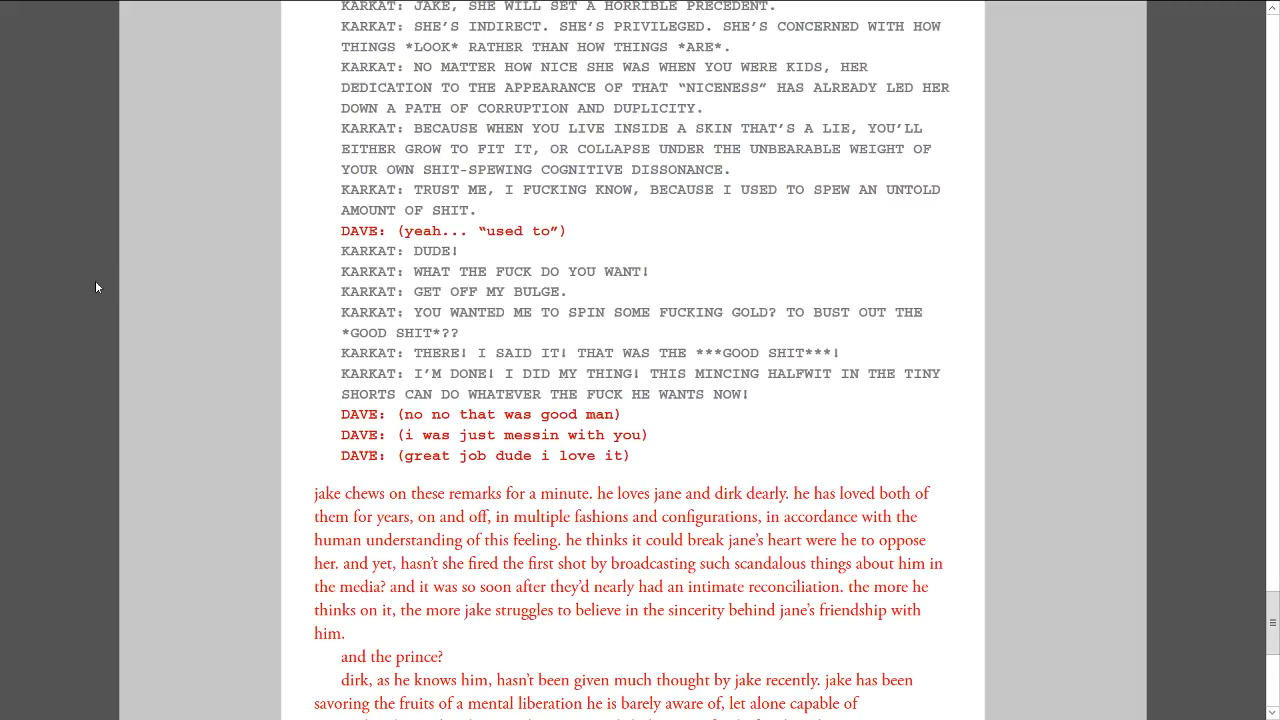 KARKAT: JAKE, SHE WILL SET A HORRIBLE PRECEDENT.
KARKAT: SHE’S INDIRECT. SHE’S PRIVILEGED. SHE’S CONCERNED WITH HOW
THINGS *LOOK* RATHER THAN HOW THINGS *ARE*.
KARKAT: NO MATTER HOW NICE SHE WAS WHEN YOU WERE KIDS, HER
DEDICATION TO THE APPEARANCE OF THAT “NICENESS” HAS ALREADY LED HER
DOWN A PATH OF CORRUPTION AND DUPLICITY.
KARKAT: BECAUSE WHEN YOU LIVE INSIDE A SKIN THAT’S A LIE, YOU’LL
EITHER GROW TO FIT IT, OR COLLAPSE UNDER THE UNBEARABLE WEIGHT OF
YOUR OWN SHIT-SPEWING COGNITIVE DISSONANCE.
KARKAT: TRUST ME, I FUCKING KNOW, BECAUSE I USED TO SPEW AN UNTOLD
AMOUNT OF SHIT.
DAVE: (yeah... “used to”)
KARKAT: DUDE!
KARKAT: WHAT THE FUCK DO YOU WANT!
KARKAT: GET OFF MY BULGE.
KARKAT: YOU WANTED ME TO SPIN SOME FUCKING GOLD? TO BUST OUT THE
*GOOD SHIT*??
KARKAT: THERE! I SAID IT! THAT WAS THE ***GOOD SHIT***!
KARKAT: I’M DONE! I DID MY THING! THIS MINCING HALFWIT IN THE TINY
SHORTS CAN DO WHATEVER THE FUCK HE WANTS NOW!
DAVE: (no no that was good man)
DAVE: (i was just messin with you)
DAVE: (great job dude i love it)
jake chews on these remarks for a minute. he loves jane and dirk dearly. he has loved both of
them for years, on and off, in multiple fashions and configurations, in accordance with the
human understanding of this feeling. he thinks it could break jane’s heart were he to oppose
her. and yet, hasn’t she fired the first shot by broadcasting such scandalous things about him in
the media? and it was so soon after they’d nearly had an intimate reconciliation. the more he
thinks on it, the more jake struggles to believe in the sincerity behind jane’s friendship with
him.
and the prince?
dirk, as he knows him, hasn’t been given much thought by jake recently. jake has been
savoring the fruits of a mental liberation he is barely aware of, let alone capable of